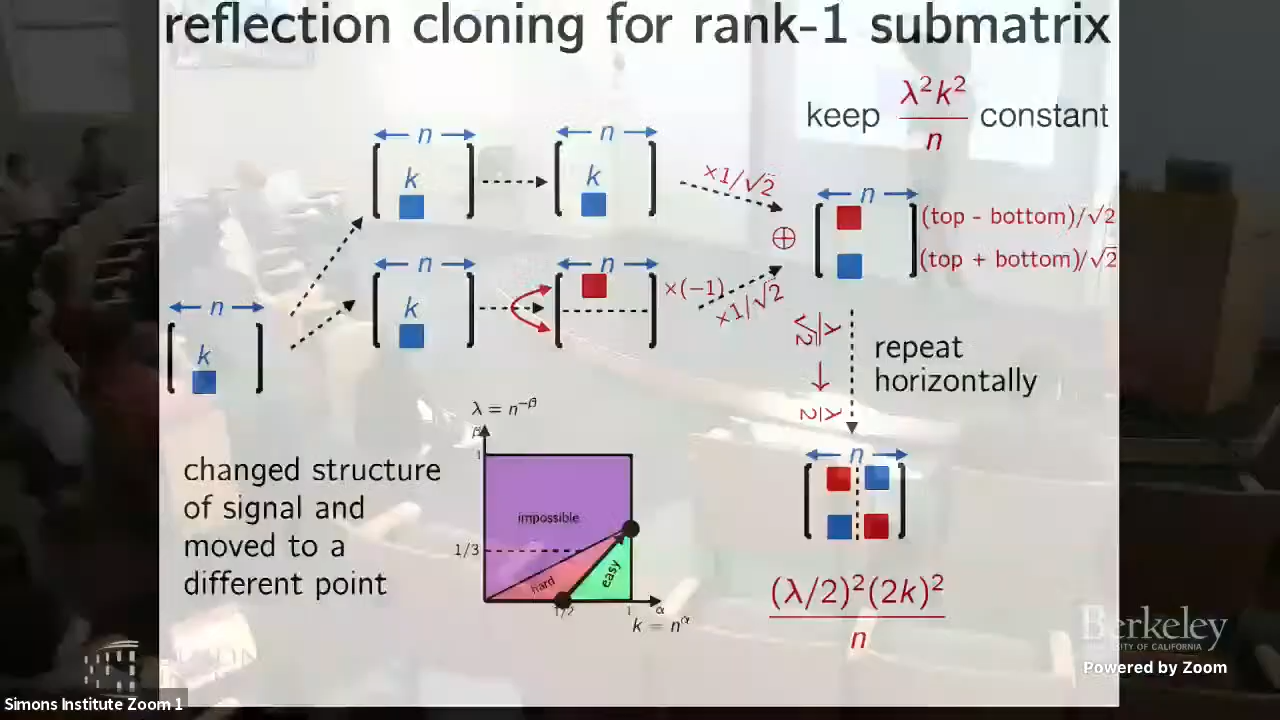 reflection cloning for rank-1 submatrix
keep λ²k²/n constant
n
n
k
k
×1/√2
n
(top - bottom)/√2
⊕
(top + bottom)/√2
n
n
k
×(-1)
×1/√2
n
k
λ/√2
↓
λ/2
repeat
horizontally
λ = n^{-β}
β
1
impossible
1/3
hard
easy
1/2
1
α
k = n^α
changed structure
of signal and
moved to a
different point
n
(λ/2)²(2k)²/n
Berkeley
UNIVERSITY OF CALIFORNIA
Powered by Zoom
Simons Institute Zoom 1